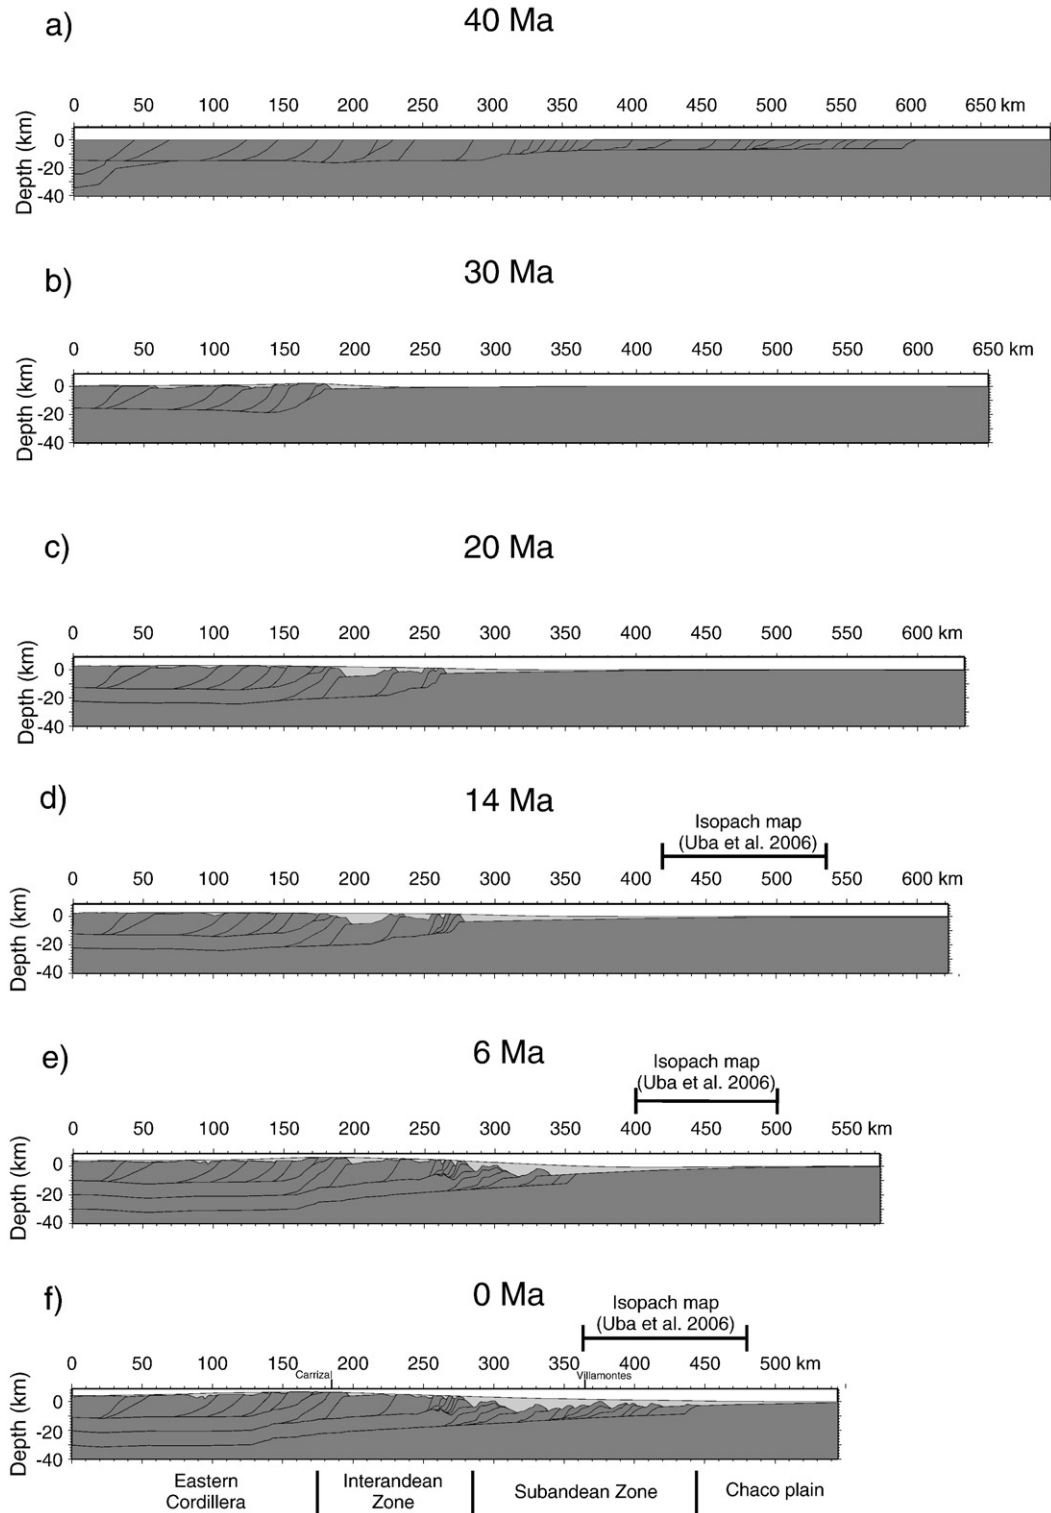 a)
40 Ma
0 50 100 150 200 250 300 350 400 450 500 550 600 650 km
Depth (km)
0
-20
-40
b)
30 Ma
0 50 100 150 200 250 300 350 400 450 500 550 600 650 km
Depth (km)
0
-20
-40
c)
20 Ma
0 50 100 150 200 250 300 350 400 450 500 550 600 km
Depth (km)
0
-20
-40
d)
14 Ma
Isopach map
(Uba et al. 2006)
0 50 100 150 200 250 300 350 400 450 500 550 600 km
Depth (km)
0
-20
-40
e)
6 Ma
Isopach map
(Uba et al. 2006)
0 50 100 150 200 250 300 350 400 450 500 550 km
Depth (km)
0
-20
-40
f)
0 Ma
Isopach map
(Uba et al. 2006)
0 50 100 150 200 250 300 350 400 450 500 km
Carrizal
Villamontes
Depth (km)
0
-20
-40
Eastern
Cordillera
Interandean
Zone
Subandean Zone
Chaco plain